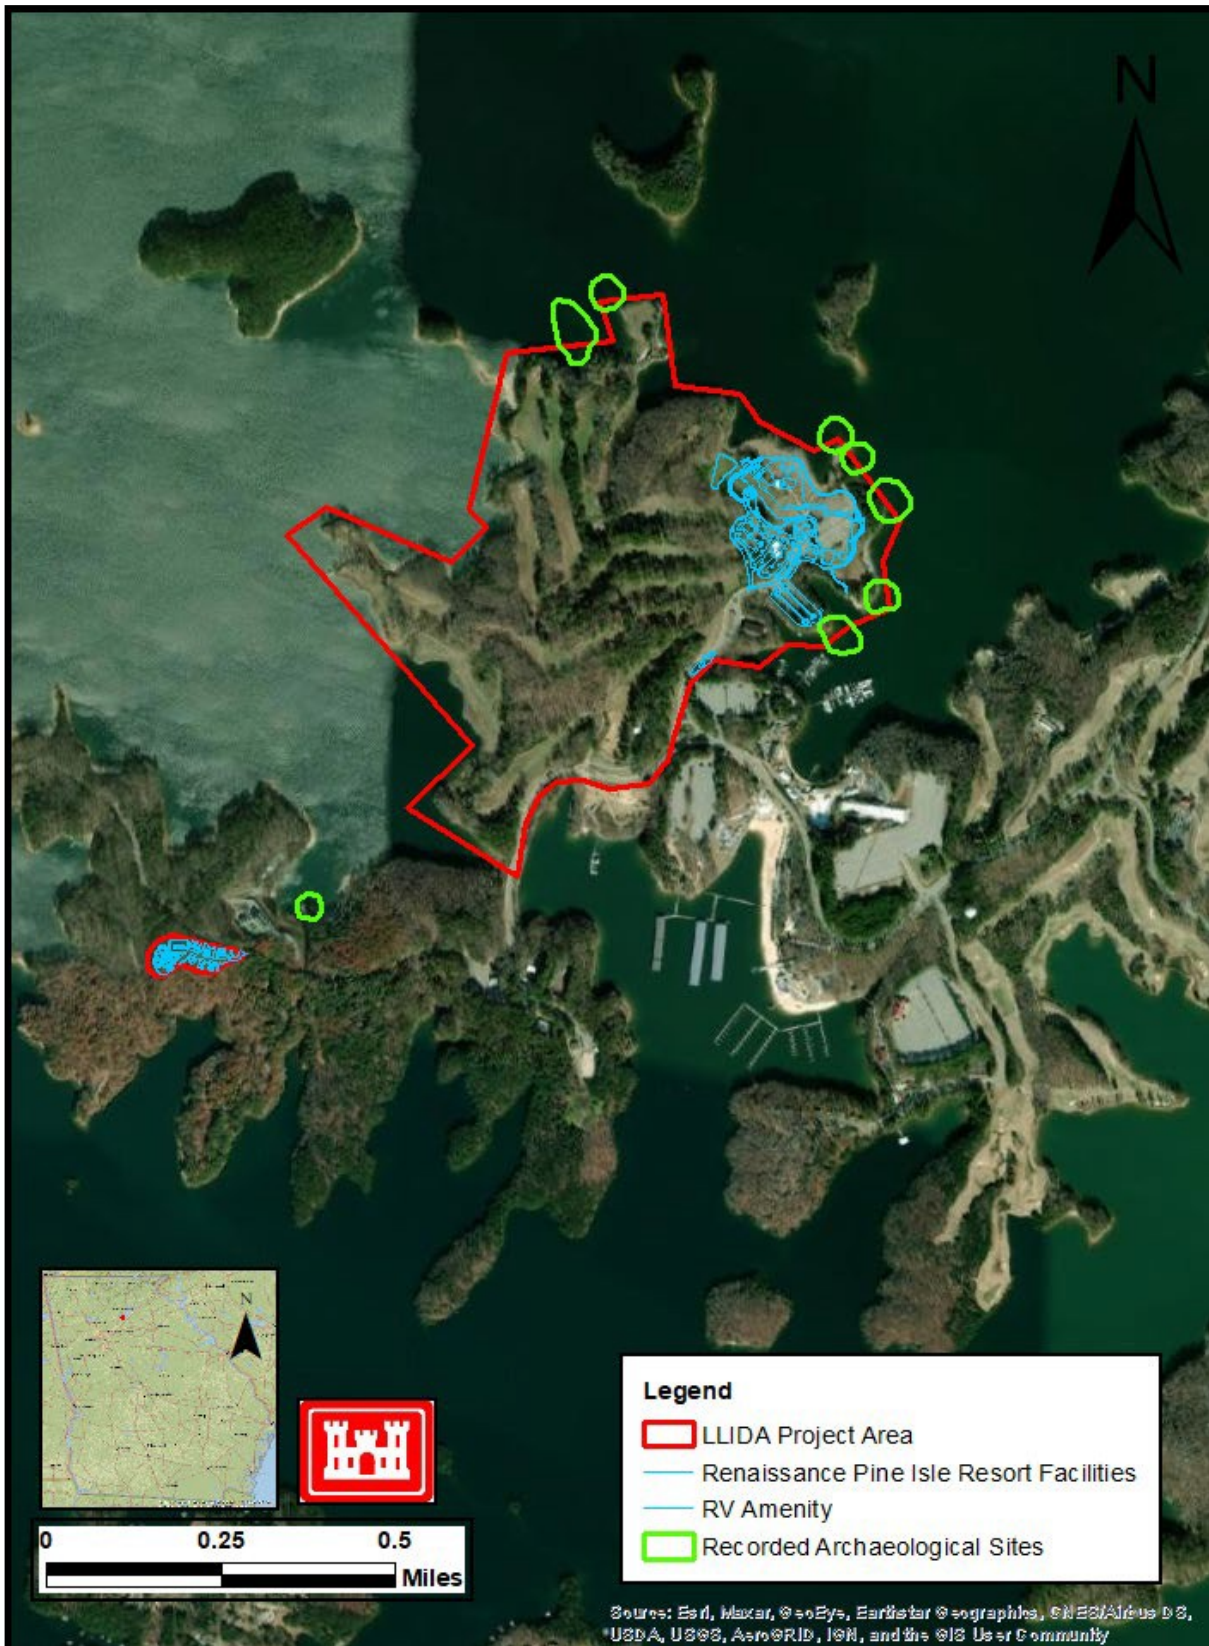 N
N
0 0.25 0.5
Miles
Legend
LLIDA Project Area
Renaissance Pine Isle Resort Facilities
RV Amenity
Recorded Archaeological Sites
Source: Esri, Maxar, GeoEye, Earthstar Geographics, CNES/Airbus DS,
USDA, USGS, AeroGRID, IGN, and the GIS User Community